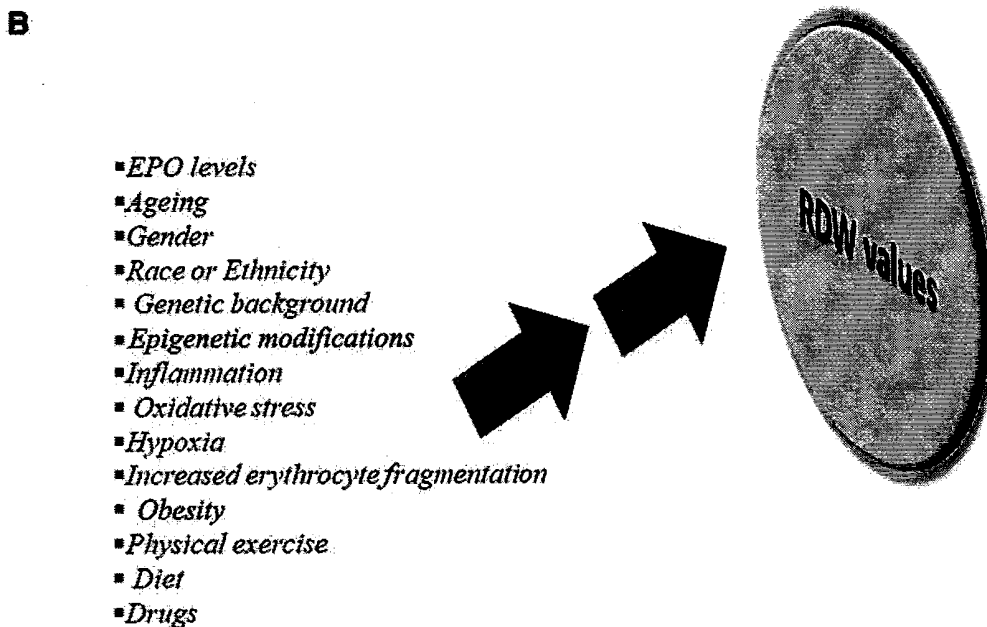 B
▪EPO levels
▪Ageing
▪Gender
▪Race or Ethnicity
▪ Genetic background
▪Epigenetic modifications
▪Inflammation
▪ Oxidative stress
▪Hypoxia
▪Increased erythrocyte fragmentation
▪ Obesity
▪Physical exercise
▪ Diet
▪Drugs
RDW values